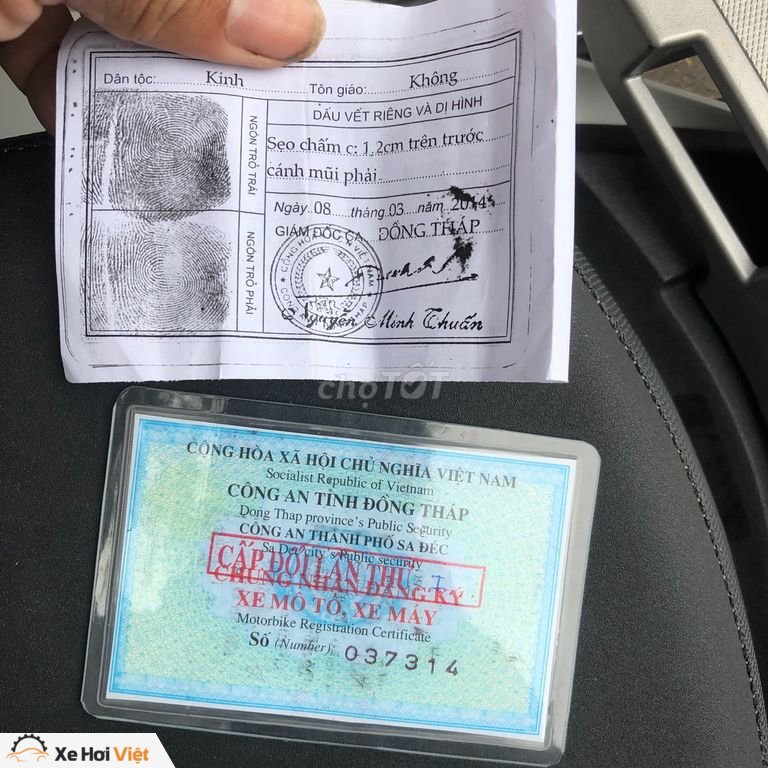 Dân tộc: Kinh Tôn giáo: Không
NGÓN TRỎ TRÁI
NGÓN TRỎ PHẢI
DẤU VẾT RIÊNG VÀ DỊ HÌNH
Sẹo chấm c: 1,2cm trên trước
cánh mũi phải
Ngày 08 tháng 03 năm 2014
GIÁM ĐỐC CA ĐỒNG THÁP
Nguyễn Minh Thuấn
chợTỐT
CỘNG HÒA XÃ HỘI CHỦ NGHĨA VIỆT NAM
Socialist Republic of Vietnam
CÔNG AN TỈNH ĐỒNG THÁP
Dong Thap province's Public Security
CÔNG AN THÀNH PHỐ SA ĐÉC
Sa Dec city's Public security
CẤP ĐỔI LẦN THỨ I
CHỨNG NHẬN ĐĂNG KÝ
XE MÔ TÔ, XE MÁY
Motorbike Registration Certificate
Số (Number): 037314
Xe Hơi Việt